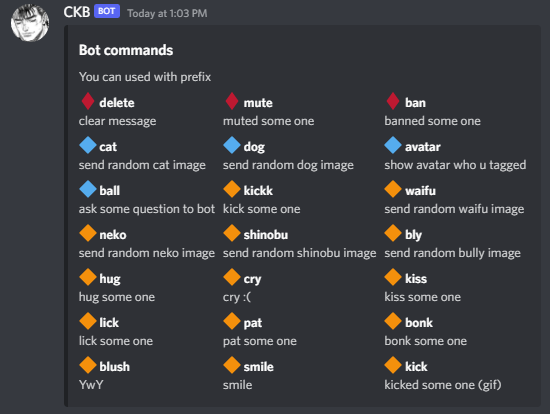 CKB BOT Today at 1:03 PM
Bot commands
You can used with prefix
delete mute ban
clear message muted some one banned some one
cat dog avatar
send random cat image send random dog image show avatar who u tagged
ball kickk waifu
ask some question to bot kick some one send random waifu image
neko shinobu bly
send random neko image send random shinobu image send random bully image
hug cry kiss
hug some one cry :( kiss some one
lick pat bonk
lick some one pat some one bonk some one
blush smile kick
YwY smile kicked some one (gif)